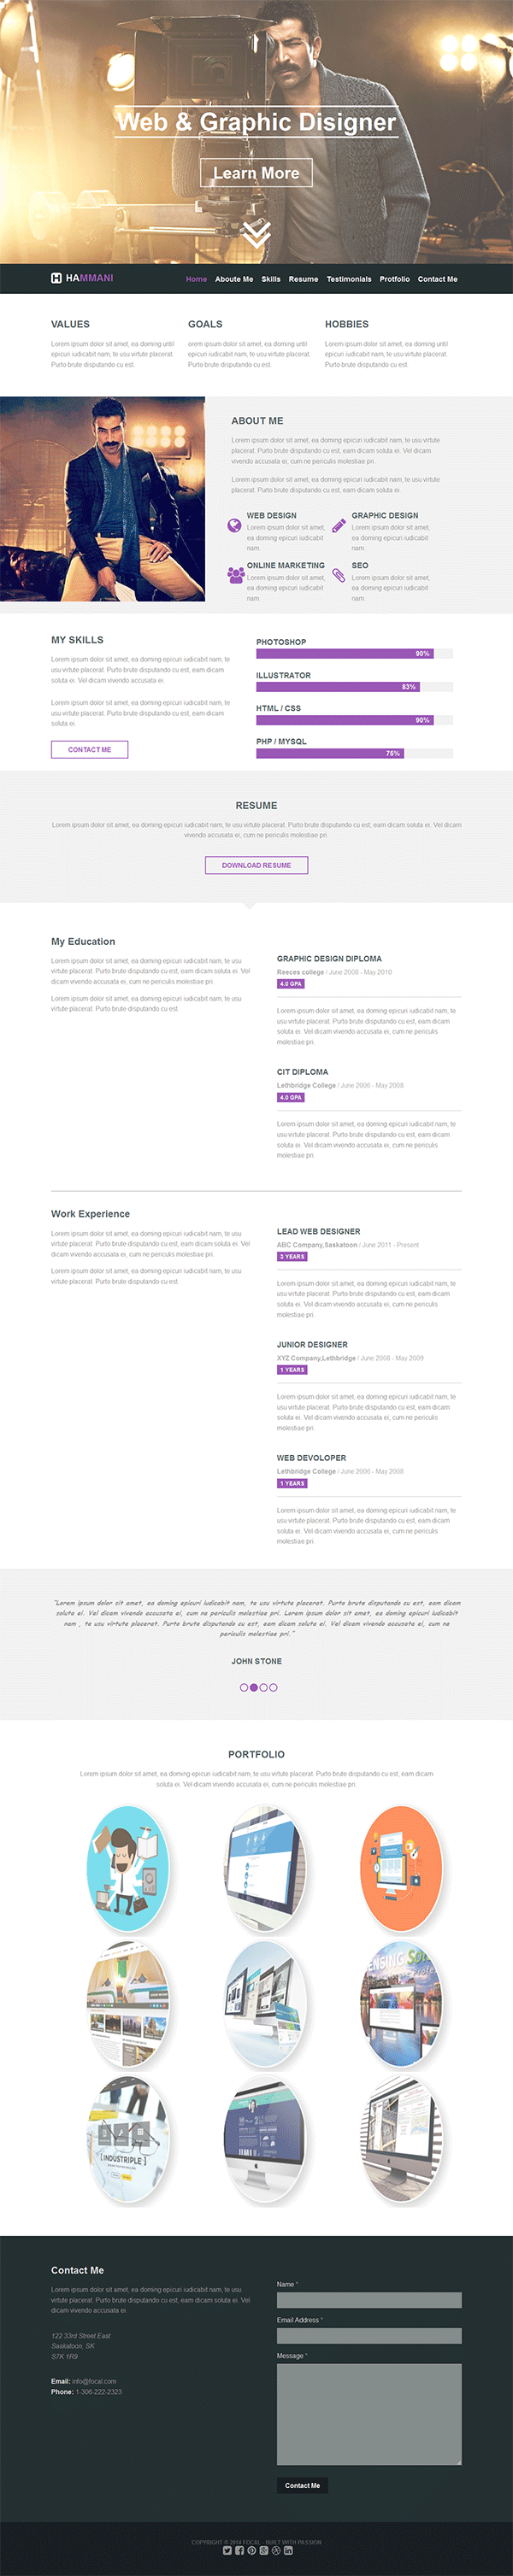 Web & Graphic Disigner
Learn More
HAMMANI
Home Aboute Me Skills Resume Testimonials Protfolio Contact Me
VALUES
Lorem ipsum dolor sit amet, ea doming until
epicuri iudicabit nam, te usu virtute placerat.
Purto brute disputando cu est.
GOALS
orem ipsum dolor sit amet, ea doming
epicuri iudicabit nam, te usu virtute placerat.
Purto brute disputando cu est.
HOBBIES
Lorem ipsum dolor sit amet, ea doming
epicuri iudicabit nam, te usu virtute placerat.
Purto brute disputando cu est.
ABOUT ME
Lorem ipsum dolor sit amet, ea doming epicuri iudicabit nam, te usu virtute
placerat. Purto brute disputando cu est, eam dicam soluta ei. Vel dicam
vivendo accusata ei, cum ne periculis molestiae pri.
Lorem ipsum dolor sit amet, ea doming epicuri iudicabit nam, te usu virtute
placerat. Purto brute disputando cu est, eam dicam soluta ei.
WEB DESIGN
Lorem ipsum dolor sit amet,
ea doming epicuri iudicabit
nam.
GRAPHIC DESIGN
Lorem ipsum dolor sit amet,
ea doming epicuri iudicabit
nam.
ONLINE MARKETING
Lorem ipsum dolor sit amet,
ea doming epicuri iudicabit
nam.
SEO
Lorem ipsum dolor sit amet,
ea doming epicuri iudicabit
nam.
MY SKILLS
Lorem ipsum dolor sit amet, ea doming epicuri iudicabit nam, te
usu virtute placerat. Purto brute disputando cu est, eam dicam
soluta ei. Vel dicam vivendo accusata ei.
Lorem ipsum dolor sit amet, ea doming epicuri iudicabit nam, te
usu virtute placerat. Purto brute disputando cu est, eam dicam
soluta ei.
CONTACT ME
PHOTOSHOP
90%
ILLUSTRATOR
83%
HTML / CSS
90%
PHP / MYSQL
75%
RESUME
Lorem ipsum dolor sit amet, ea doming epicuri iudicabit nam, te usu virtute placerat. Purto brute disputando cu est, eam dicam soluta ei. Vel dicam
vivendo accusata ei, cum ne periculis molestiae pri.
DOWNLOAD RESUME
My Education
Lorem ipsum dolor sit amet, ea doming epicuri iudicabit nam, te usu
virtute placerat. Purto brute disputando cu est, eam dicam soluta ei. Vel
dicam vivendo accusata ei, cum ne periculis molestiae pri.
Lorem ipsum dolor sit amet, ea doming epicuri iudicabit nam, te usu
virtute placerat. Purto brute disputando cu est.
GRAPHIC DESIGN DIPLOMA
Reeces college / June 2008 - May 2010
4.0 GPA
Lorem ipsum dolor sit amet, ea doming epicuri iudicabit nam, te
usu virtute placerat. Purto brute disputando cu est, eam dicam
soluta ei. Vel dicam vivendo accusata ei, cum ne periculis
molestiae pri.
CIT DIPLOMA
Lethbridge College / June 2006 - May 2008
4.0 GPA
Lorem ipsum dolor sit amet, ea doming epicuri iudicabit nam, te
usu virtute placerat. Purto brute disputando cu est, eam dicam
soluta ei. Vel dicam vivendo accusata ei, cum ne periculis
molestiae pri.
Work Experience
Lorem ipsum dolor sit amet, ea doming epicuri iudicabit nam, te usu
virtute placerat. Purto brute disputando cu est, eam dicam soluta ei. Vel
dicam vivendo accusata ei, cum ne periculis molestiae pri.
Lorem ipsum dolor sit amet, ea doming epicuri iudicabit nam, te usu
virtute placerat. Purto brute disputando cu est.
LEAD WEB DESIGNER
ABC Company,Saskatoon / June 2011 - Present
3 YEARS
Lorem ipsum dolor sit amet, ea doming epicuri iudicabit nam, te
usu virtute placerat. Purto brute disputando cu est, eam dicam
soluta ei. Vel dicam vivendo accusata ei, cum ne periculis
molestiae pri.
JUNIOR DESIGNER
XYZ Company,Lethbridge / June 2008 - May 2009
1 YEARS
Lorem ipsum dolor sit amet, ea doming epicuri iudicabit nam, te
usu virtute placerat. Purto brute disputando cu est, eam dicam
soluta ei. Vel dicam vivendo accusata ei, cum ne periculis
molestiae pri.
WEB DEVOLOPER
Lethbridge College / June 2006 - May 2008
1 YEARS
Lorem ipsum dolor sit amet, ea doming epicuri iudicabit nam, te
usu virtute placerat. Purto brute disputando cu est, eam dicam
soluta ei. Vel dicam vivendo accusata ei, cum ne periculis
molestiae pri.
"Lorem ipsum dolor sit amet, ea doming epicuri iudicabit nam, te usu virtute placerat. Purto brute disputando cu est, eam dicam
soluta ei. Vel dicam vivendo accusata ei, cum ne periculis molestiae pri. Lorem ipsum dolor sit amet, ea doming epicuri iudicabit
nam , te usu virtute placerat. Purto brute disputando cu est, eam dicam soluta ei. Vel dicam vivendo accusata ei, cum ne
periculis molestiae pri."
JOHN STONE
PORTFOLIO
Lorem ipsum dolor sit amet, ea doming epicuri iudicabit nam, te usu virtute placerat. Purto brute disputando cu est, eam dicam
soluta ei. Vel dicam vivendo accusata ei, cum ne periculis molestiae pri.
[INDUSTRIPLE]
Contact Me
Lorem ipsum dolor sit amet, ea doming epicuri iudicabit nam, te usu
virtute placerat. Purto brute disputando cu est, eam dicam soluta ei. Vel
dicam vivendo accusata ei.
122 33rd Street East
Saskatoon, SK
S7K 1R9
Email: info@focal.com
Phone: 1-306-222-2323
Name *
Email Address *
Message *
Contact Me
COPYRIGHT © 2014 FOCAL - BUILT WITH PASSION